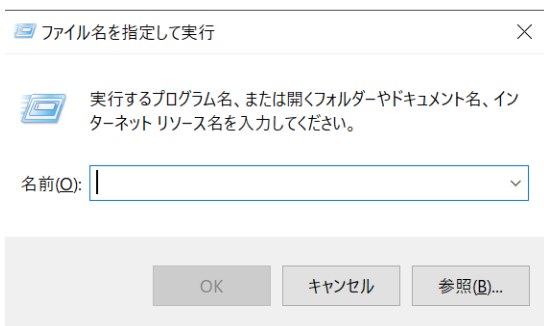 ファイル名を指定して実行
実行するプログラム名、または開くフォルダーやドキュメント名、イン
ターネット リソース名を入力してください。
名前(O):
OK キャンセル 参照(B)...